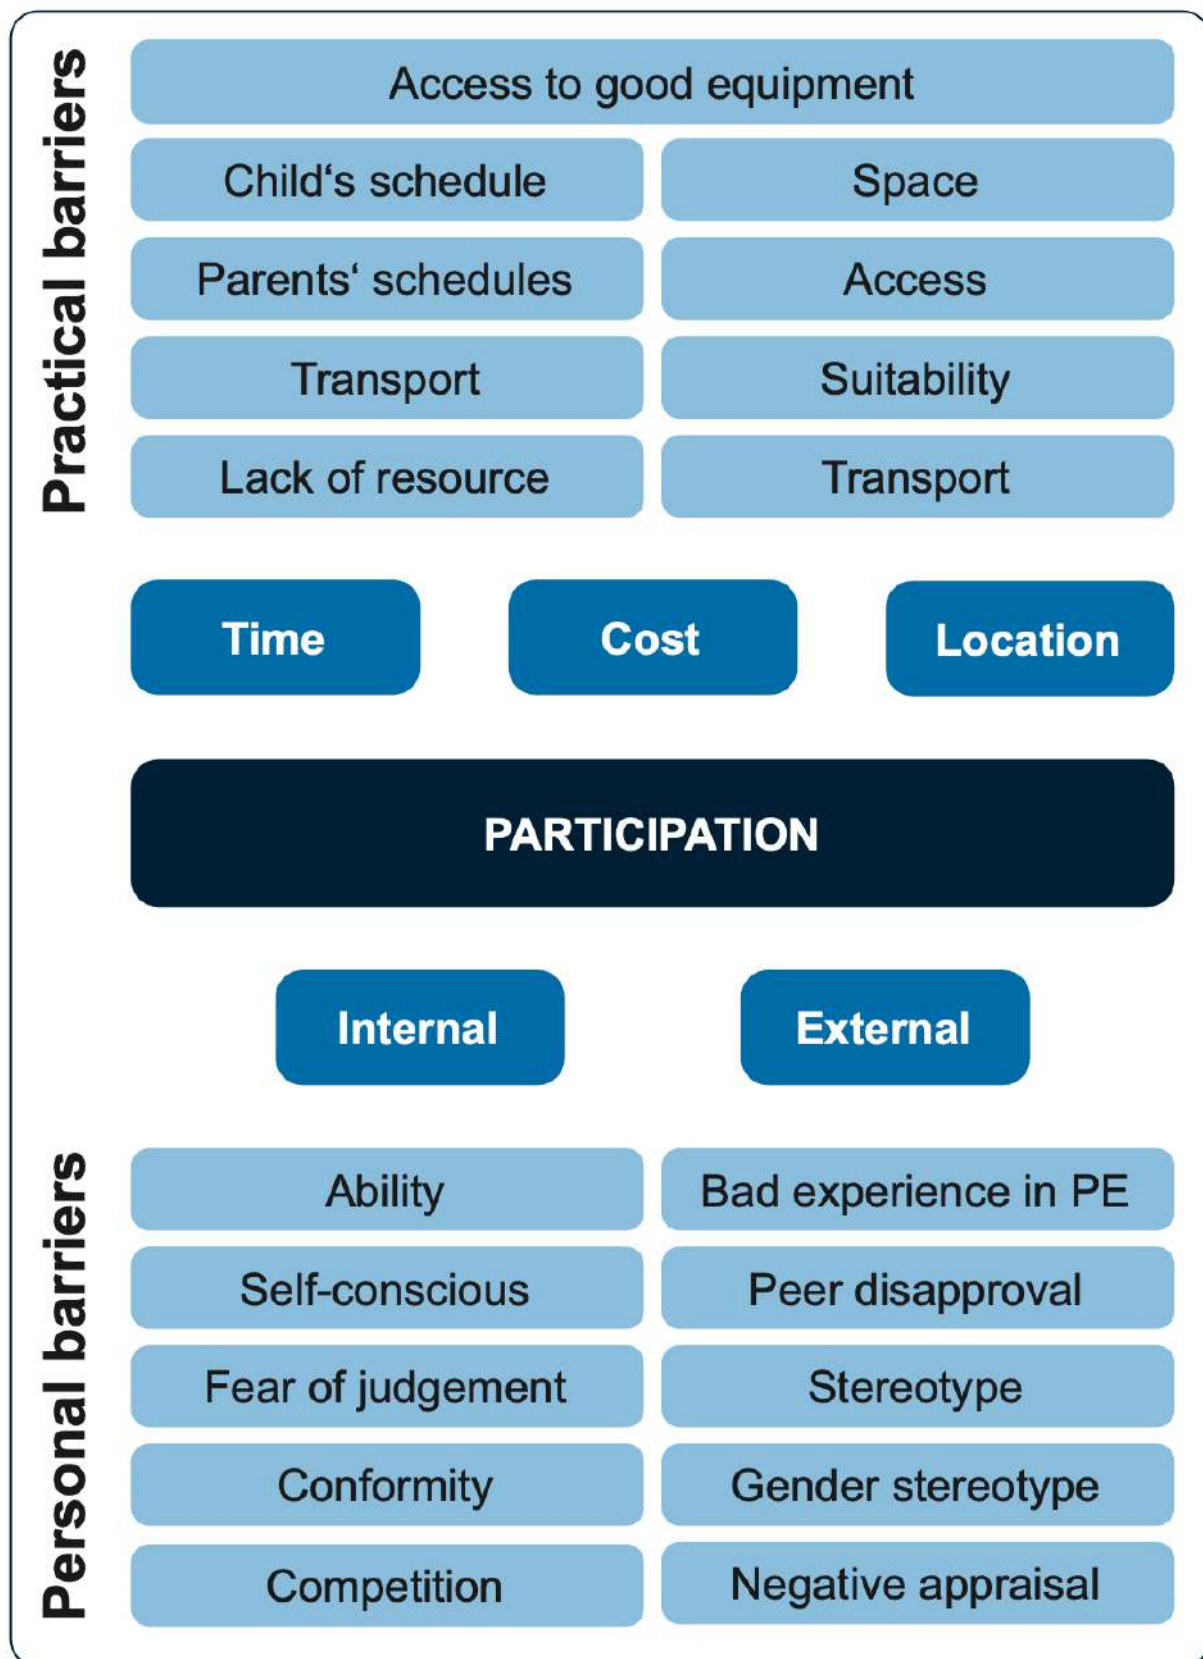 Practical barriers
Access to good equipment
Child‘s schedule
Space
Parents‘ schedules
Access
Transport
Suitability
Lack of resource
Transport
Time
Cost
Location
PARTICIPATION
Internal
External
Personal barriers
Ability
Bad experience in PE
Self-conscious
Peer disapproval
Fear of judgement
Stereotype
Conformity
Gender stereotype
Competition
Negative appraisal